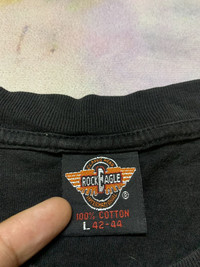 ROCK EAGLE
®
100% COTTON
L 42-44